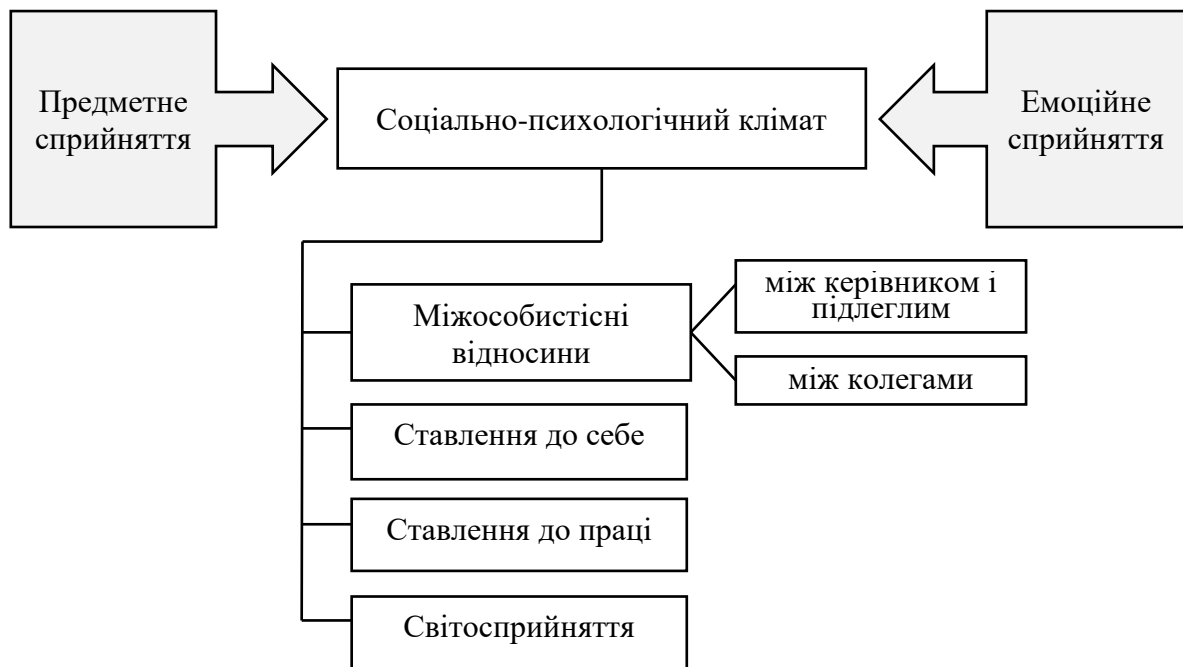 Предметне
сприйняття
Соціально-психологічний клімат
Емоційне
сприйняття
Міжособистісні
відносини
між керівником і
підлеглим
між колегами
Ставлення до себе
Ставлення до праці
Світосприйняття